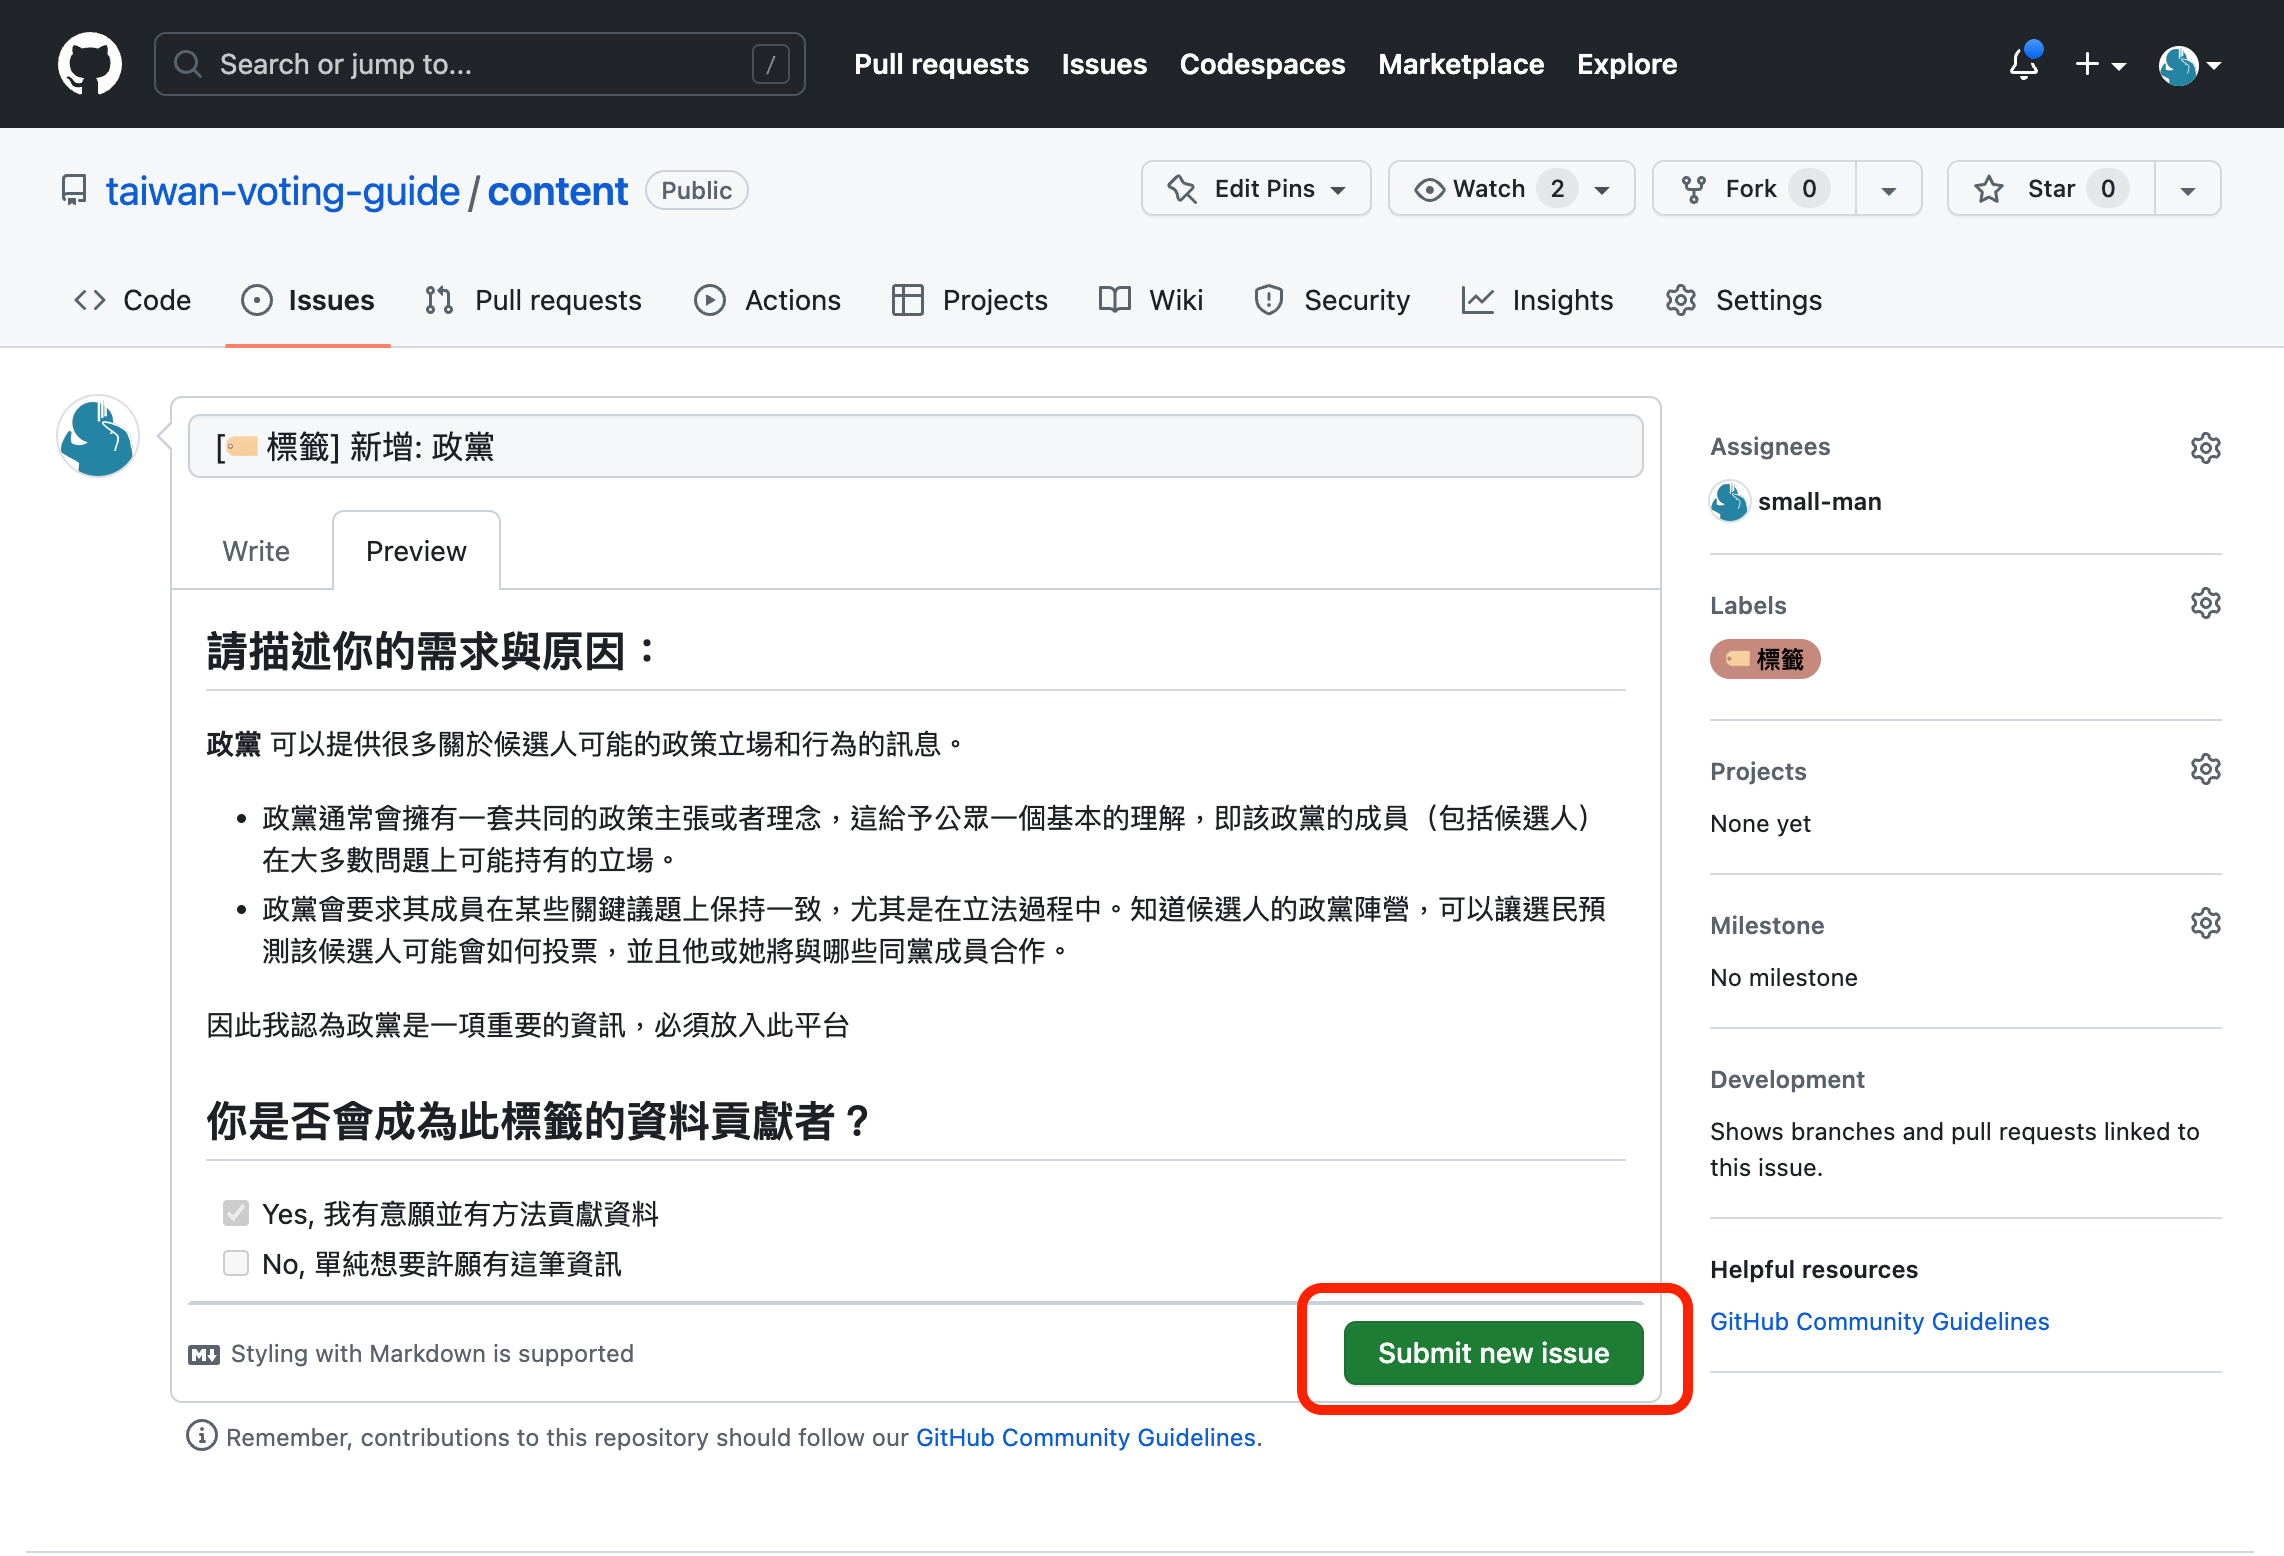 Search or jump to... /
Pull requests Issues Codespaces Marketplace Explore
taiwan-voting-guide / content Public
Edit Pins Watch 2 Fork 0 Star 0
Code Issues Pull requests Actions Projects Wiki Security Insights Settings
[🏷️ 標籤] 新增: 政黨
Write Preview
請描述你的需求與原因：
政黨 可以提供很多關於候選人可能的政策立場和行為的訊息。
• 政黨通常會擁有一套共同的政策主張或者理念，這給予公眾一個基本的理解，即該政黨的成員（包括候選人）
在大多數問題上可能持有的立場。
• 政黨會要求其成員在某些關鍵議題上保持一致，尤其是在立法過程中。知道候選人的政黨陣營，可以讓選民預
測該候選人可能會如何投票，並且他或她將與哪些同黨成員合作。
因此我認為政黨是一項重要的資訊，必須放入此平台
你是否會成為此標籤的資料貢獻者？
Yes, 我有意願並有方法貢獻資料
No, 單純想要許願有這筆資訊
Styling with Markdown is supported
Submit new issue
Remember, contributions to this repository should follow our GitHub Community Guidelines.
Assignees
small-man
Labels
🏷️ 標籤
Projects
None yet
Milestone
No milestone
Development
Shows branches and pull requests linked to
this issue.
Helpful resources
GitHub Community Guidelines